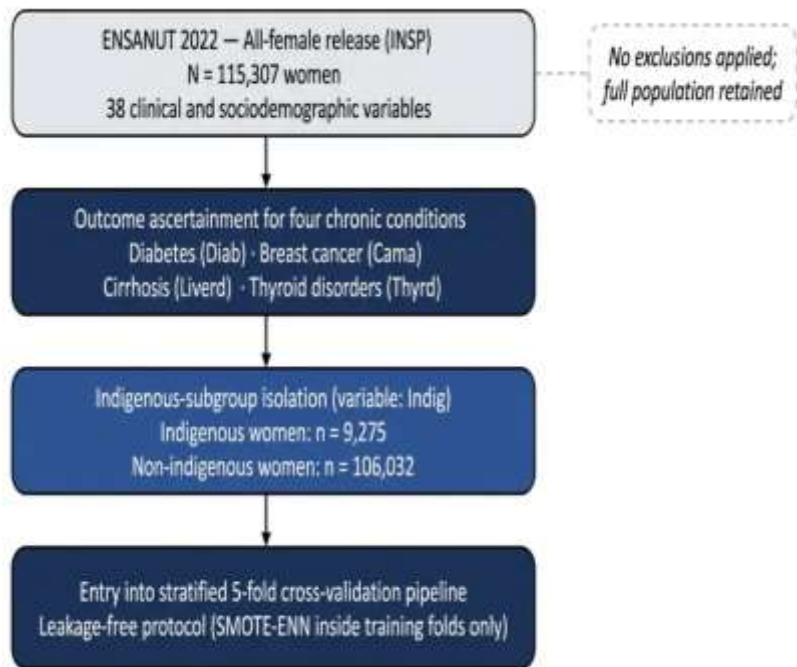 ENSANUT 2022 — All-female release (INSP)
N = 115,307 women
38 clinical and sociodemographic variables
No exclusions applied;
full population retained
Outcome ascertainment for four chronic conditions
Diabetes (Diab) · Breast cancer (Cama)
Cirrhosis (Liverd) · Thyroid disorders (Thyrd)
Indigenous-subgroup isolation (variable: Indig)
Indigenous women: n = 9,275
Non-indigenous women: n = 106,032
Entry into stratified 5-fold cross-validation pipeline
Leakage-free protocol (SMOTE-ENN inside training folds only)